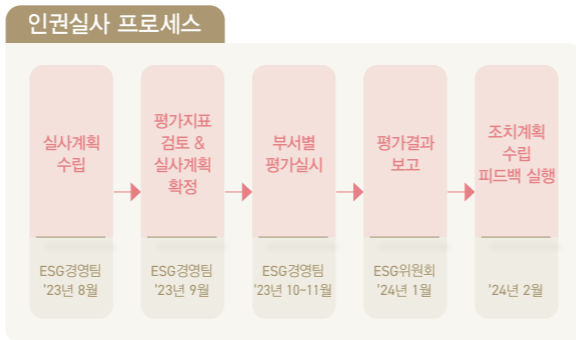 인권실사 프로세스
실사계획
수립
평가지표
검토 &
실사계획
확정
부서별
평가실시
평가결과
보고
조치계획
수립
피드백 실행
ESG경영팀
'23년 8월
ESG경영팀
'23년 9월
ESG경영팀
'23년 10~11월
ESG위원회
'24년 1월
'24년 2월